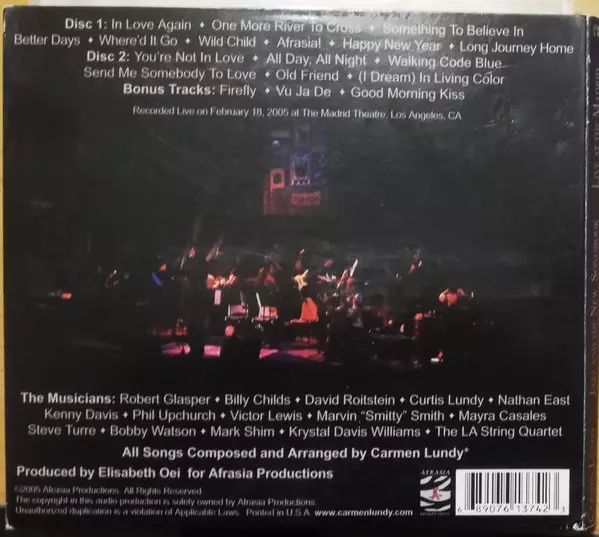 Disc 1: In Love Again • One More River To Cross • Something To Believe In
Better Days • Where'd It Go • Wild Child • Afrasia! • Happy New Year • Long Journey Home
Disc 2: You're Not In Love • All Day, All Night • Walking Code Blue
Send Me Somebody To Love • Old Friend • (I Dream) In Living Color
Bonus Tracks: Firefly • Vu Ja De • Good Morning Kiss
Recorded Live on February 18, 2005 at The Madrid Theatre, Los Angeles, CA
The Musicians: Robert Glasper • Billy Childs • David Roitstein • Curtis Lundy • Nathan East
Kenny Davis • Phil Upchurch • Victor Lewis • Marvin "Smitty" Smith • Mayra Casales
Steve Turre • Bobby Watson • Mark Shim • Krystal Davis Williams • The LA String Quartet
All Songs Composed and Arranged by Carmen Lundy*
Produced by Elisabeth Oei for Afrasia Productions
©2005 Afrasia Productions. All Rights Reserved.
The copyright in this audio production is solely owned by Afrasia Productions.
Unauthorized duplication is a violation of Applicable Laws. Printed in U.S.A. www.carmenlundy.com
AFRASIA
6 89076 13742 3